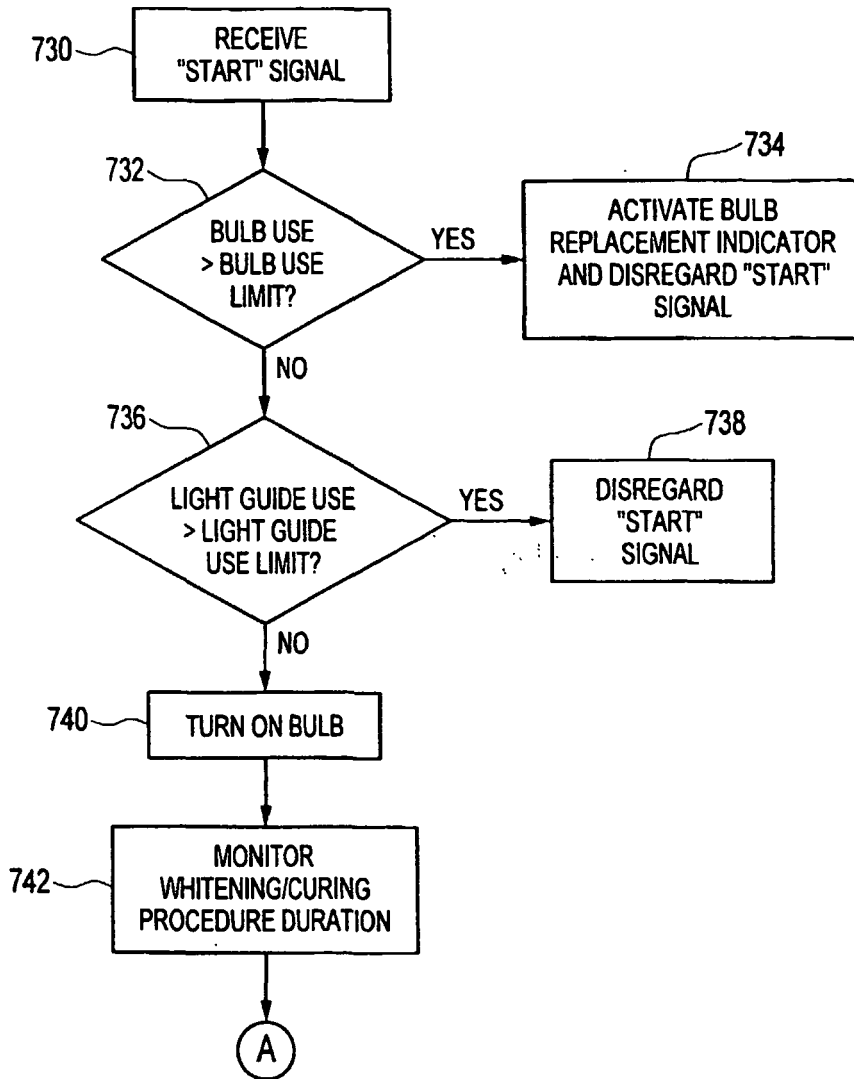 730
RECEIVE
"START" SIGNAL
732
BULB USE
> BULB USE
LIMIT?
YES
734
ACTIVATE BULB
REPLACEMENT INDICATOR
AND DISREGARD "START"
SIGNAL
NO
736
LIGHT GUIDE USE
> LIGHT GUIDE
USE LIMIT?
YES
738
DISREGARD
"START"
SIGNAL
NO
740
TURN ON BULB
742
MONITOR
WHITENING/CURING
PROCEDURE DURATION
A